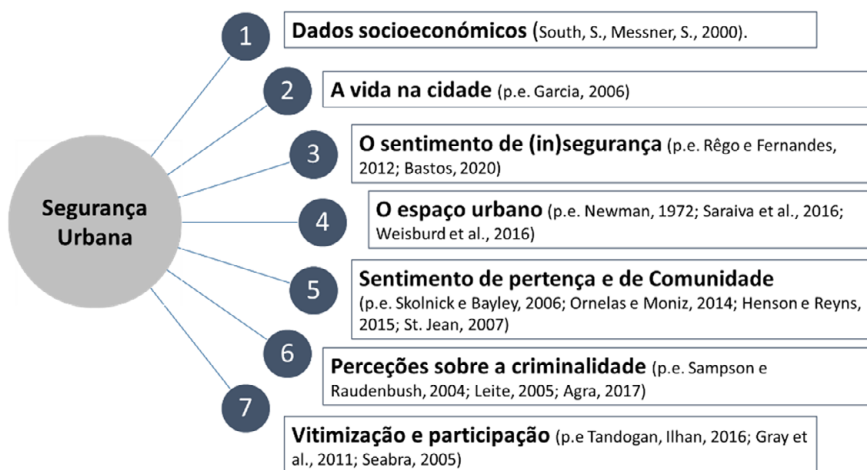 1
Dados socioeconómicos (South, S., Messner, S., 2000).
2
A vida na cidade (p.e. Garcia, 2006)
3
O sentimento de (in)segurança (p.e. Rêgo e Fernandes,
2012; Bastos, 2020)
Segurança
Urbana
4
O espaço urbano (p.e. Newman, 1972; Saraiva et al., 2016;
Weisburd et al., 2016)
5
Sentimento de pertença e de Comunidade
(p.e. Skolnick e Bayley, 2006; Ornelas e Moniz, 2014; Henson e Reyns,
2015; St. Jean, 2007)
6
Perceções sobre a criminalidade (p.e. Sampson e
Raudenbush, 2004; Leite, 2005; Agra, 2017)
7
Vitimização e participação (p.e Tandogan, Ilhan, 2016; Gray et
al., 2011; Seabra, 2005)